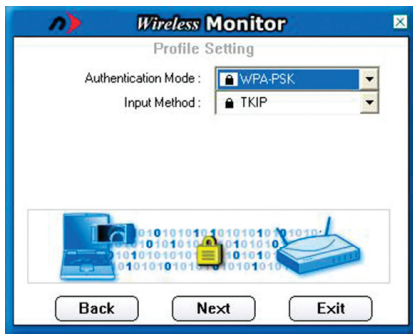 Wireless Monitor
Profile Setting
Authentication Mode : WPA-PSK
Input Method : TKIP
Back Next Exit